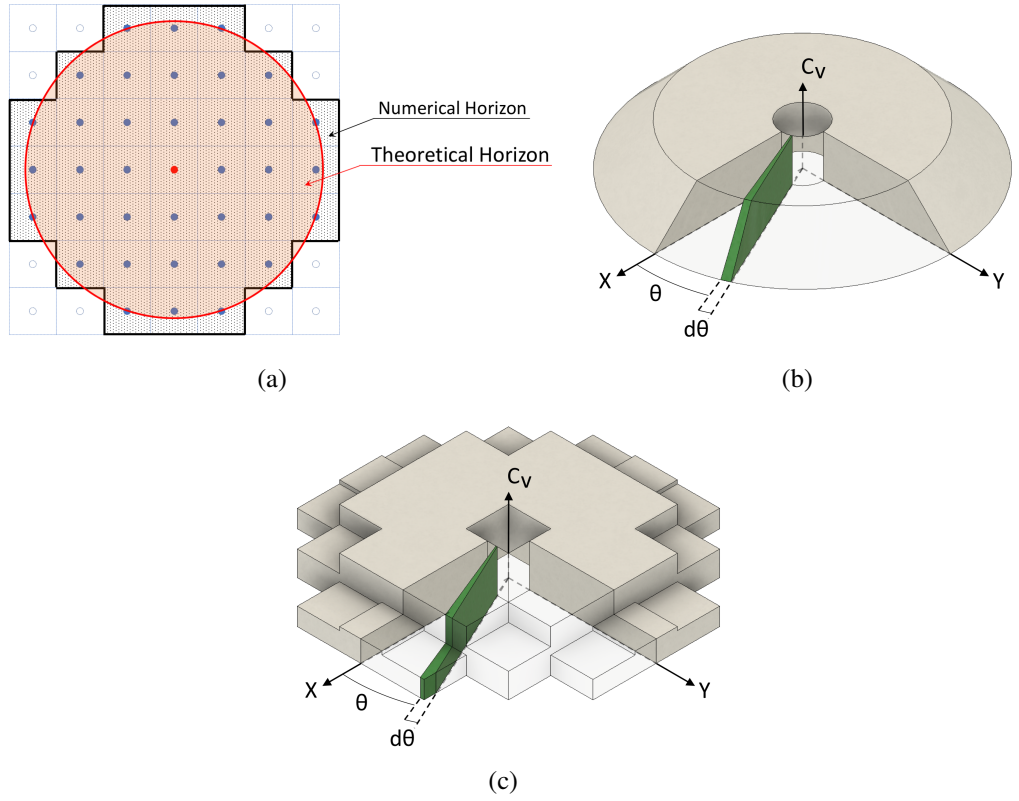 Numerical Horizon
Theoretical Horizon
(a)
Cv
X
θ
dθ
Y
(b)
Cv
X
θ
dθ
Y
(c)